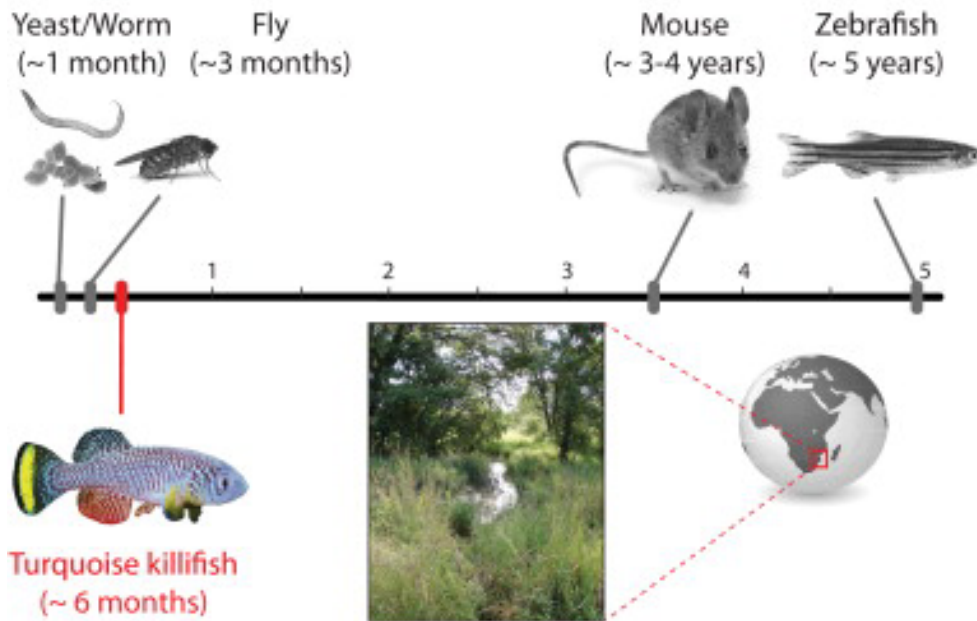 Yeast/Worm
(~1 month)
Fly
(~3 months)
Mouse
(~ 3-4 years)
Zebrafish
(~ 5 years)
1
2
3
4
5
Turquoise killifish
(~ 6 months)